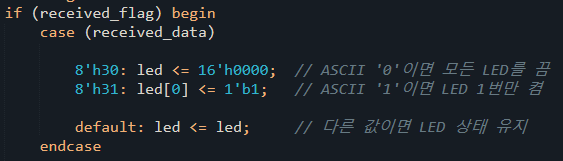 if (received_flag) begin
case (received_data)
8'h30: led <= 16'h0000; // ASCII '0'이면 모든 LED를 끔
8'h31: led[0] <= 1'b1; // ASCII '1'이면 LED 1번만 켬
default: led <= led; // 다른 값이면 LED 상태 유지
endcase